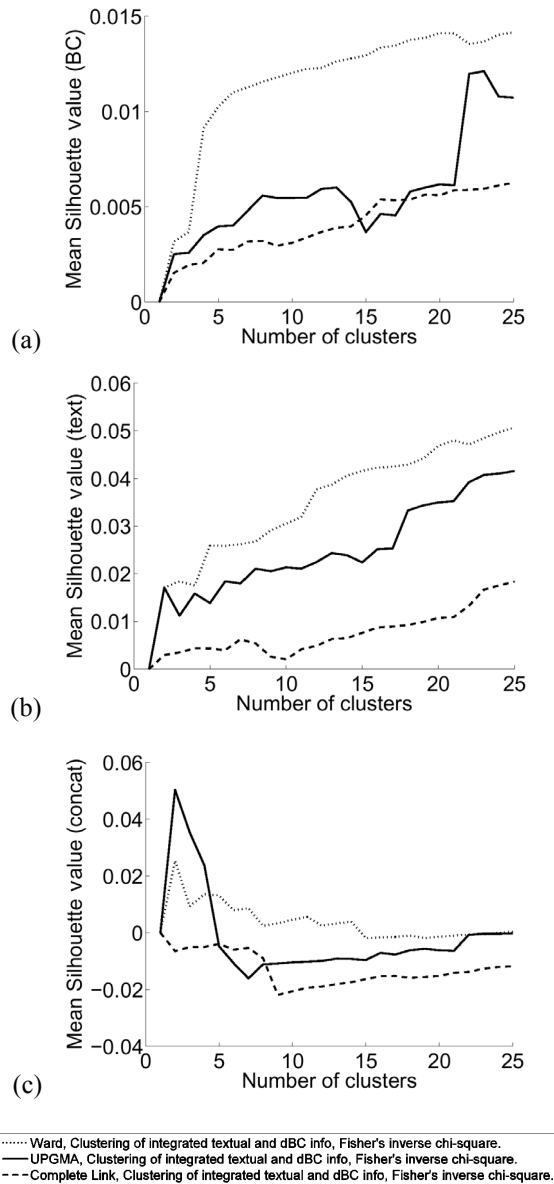 0.015
0.01
0.005
0
Mean Silhouette value (BC)
0 5 10 15 20 25
Number of clusters
(a)
0.06
0.05
0.04
0.03
0.02
0.01
0
Mean Silhouette value (text)
0 5 10 15 20 25
Number of clusters
(b)
0.06
0.04
0.02
0
−0.02
−0.04
Mean Silhouette value (concat)
0 5 10 15 20 25
Number of clusters
(c)
Ward, Clustering of integrated textual and dBC info, Fisher's inverse chi-square.
UPGMA, Clustering of integrated textual and dBC info, Fisher's inverse chi-square.
Complete Link, Clustering of integrated textual and dBC info, Fisher's inverse chi-square.